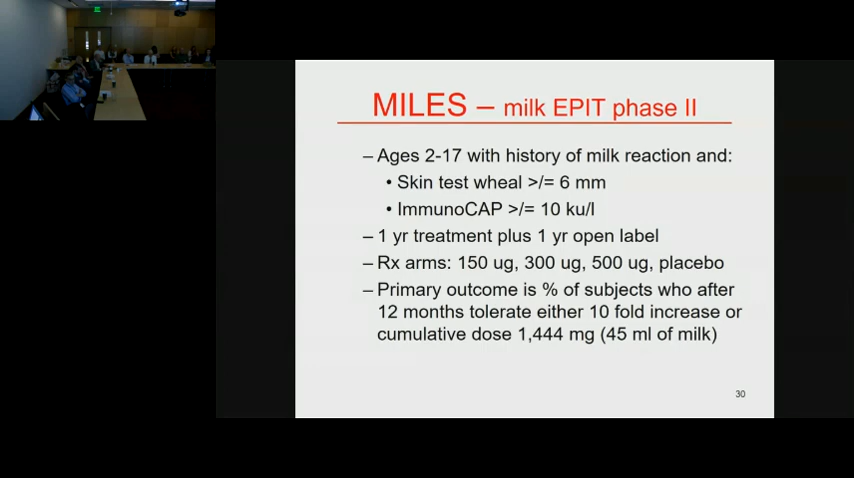 MILES – milk EPIT phase II
– Ages 2-17 with history of milk reaction and:
• Skin test wheal >/= 6 mm
• ImmunoCAP >/= 10 ku/l
– 1 yr treatment plus 1 yr open label
– Rx arms: 150 ug, 300 ug, 500 ug, placebo
– Primary outcome is % of subjects who after
12 months tolerate either 10 fold increase or
cumulative dose 1,444 mg (45 ml of milk)
30